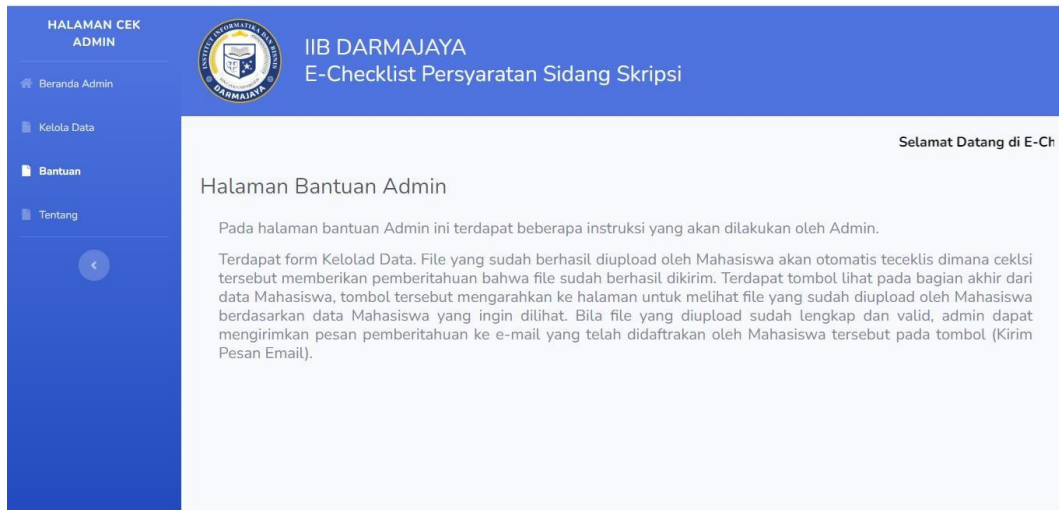 HALAMAN CEK
ADMIN
Beranda Admin
Kelola Data
Bantuan
Tentang
INSTITUT INFORMATIKA DAN BISNIS
DARMAJAYA
IIB DARMAJAYA
E-Checklist Persyaratan Sidang Skripsi
Selamat Datang di E-Ch
Halaman Bantuan Admin
Pada halaman bantuan Admin ini terdapat beberapa instruksi yang akan dilakukan oleh Admin.
Terdapat form Kelolad Data. File yang sudah berhasil diupload oleh Mahasiswa akan otomatis teceklis dimana ceklsi
tersebut memberikan pemberitahuan bahwa file sudah berhasil dikirim. Terdapat tombol lihat pada bagian akhir dari
data Mahasiswa, tombol tersebut mengarahkan ke halaman untuk melihat file yang sudah diupload oleh Mahasiswa
berdasarkan data Mahasiswa yang ingin dilihat. Bila file yang diupload sudah lengkap dan valid, admin dapat
mengirimkan pesan pemberitahuan ke e-mail yang telah didaftrakan oleh Mahasiswa tersebut pada tombol (Kirim
Pesan Email).